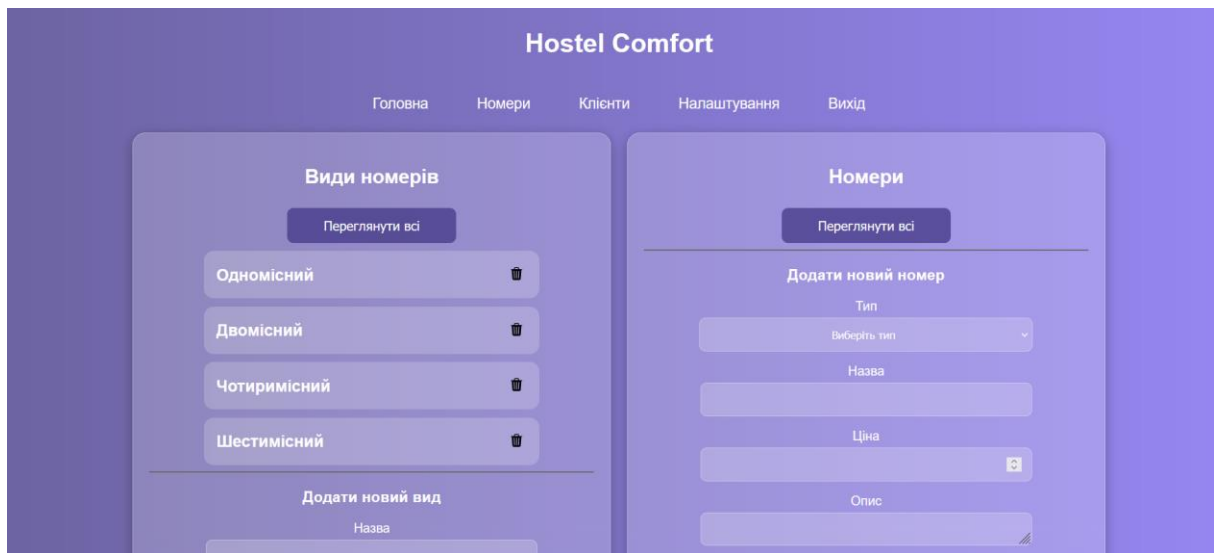 Hostel Comfort
Головна Номери Клієнти Налаштування Вихід
Види номерів
Переглянути всі
Одномісний
Двомісний
Чотиримісний
Шестимісний
Додати новий вид
Назва
Номери
Переглянути всі
Додати новий номер
Тип
Виберіть тип
Назва
Ціна
Опис